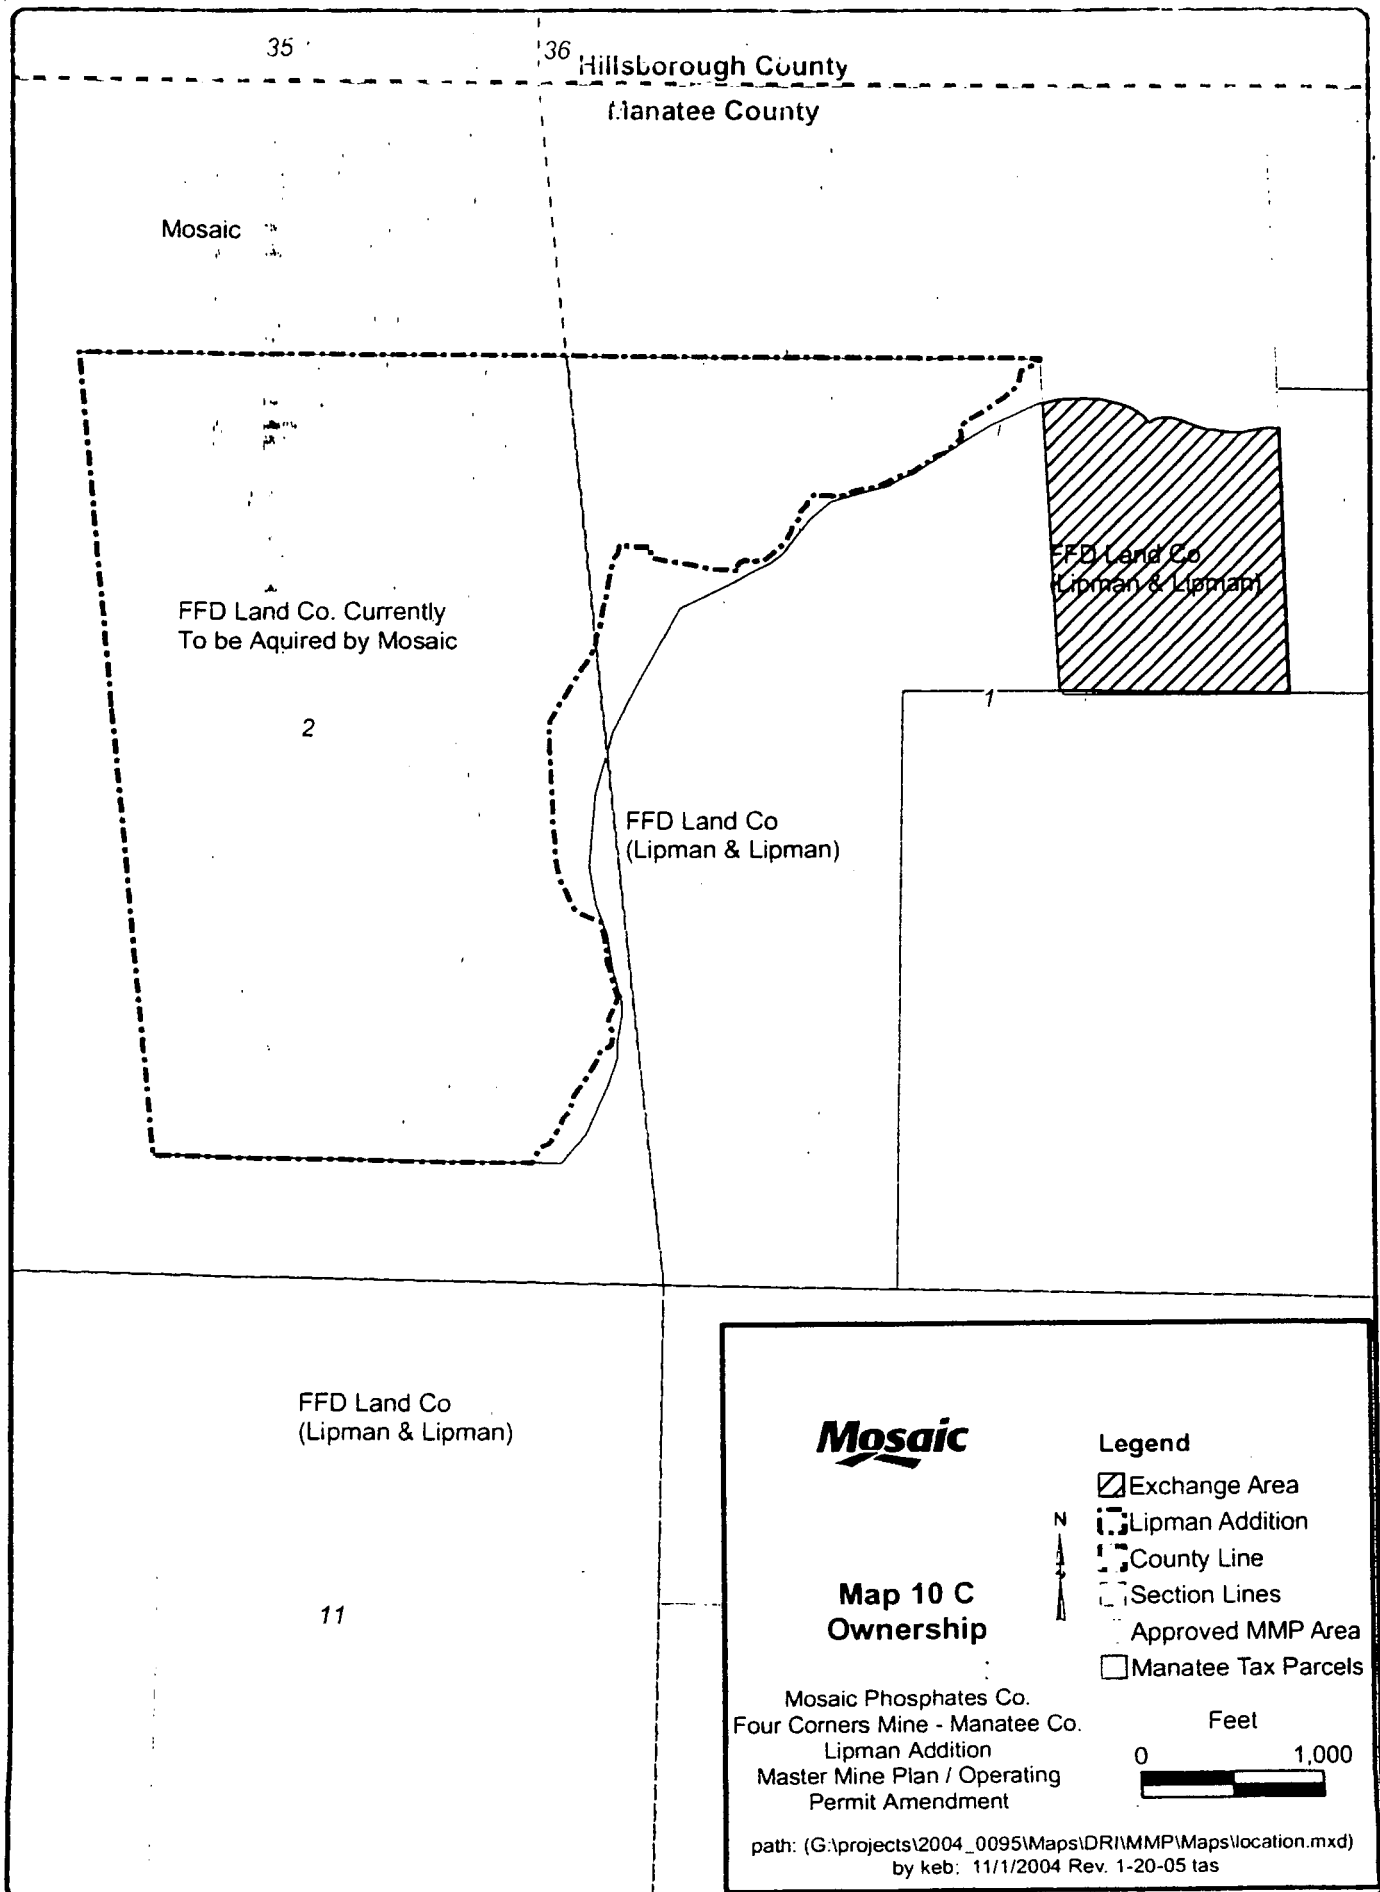 35
36
Hillsborough County
Manatee County
Mosaic
FFD Land Co
(Lipman & Lipman)
FFD Land Co. Currently
To be Aquired by Mosaic
2
1
FFD Land Co
(Lipman & Lipman)
FFD Land Co
(Lipman & Lipman)
11
Mosaic
Legend
Exchange Area
Lipman Addition
County Line
Section Lines
Approved MMP Area
Manatee Tax Parcels
N
Map 10 C
Ownership
Mosaic Phosphates Co.
Four Corners Mine - Manatee Co.
Lipman Addition
Master Mine Plan / Operating
Permit Amendment
Feet
0 1,000
path: (G:\projects\2004_0095\Maps\DRI\MMP\Maps\location.mxd)
by keb: 11/1/2004 Rev. 1-20-05 tas